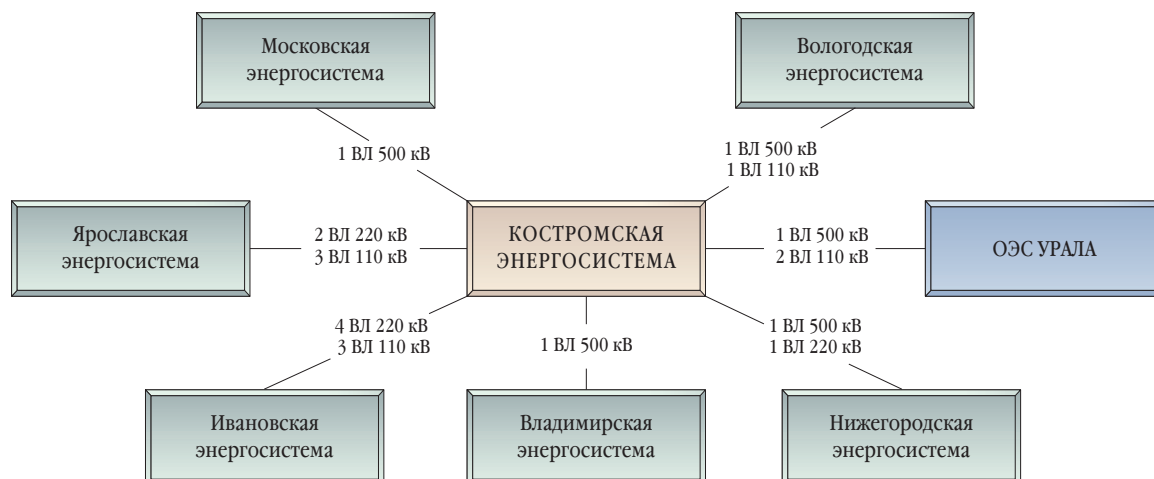 Московская
энергосистема
Вологодская
энергосистема
1 ВЛ 500 кВ
1 ВЛ 500 кВ
1 ВЛ 110 кВ
Ярославская
энергосистема
2 ВЛ 220 кВ
3 ВЛ 110 кВ
КОСТРОМСКАЯ
ЭНЕРГОСИСТЕМА
1 ВЛ 500 кВ
2 ВЛ 110 кВ
ОЭС УРАЛА
4 ВЛ 220 кВ
3 ВЛ 110 кВ
1 ВЛ 500 кВ
1 ВЛ 500 кВ
1 ВЛ 220 кВ
Ивановская
энергосистема
Владимирская
энергосистема
Нижегородская
энергосистема